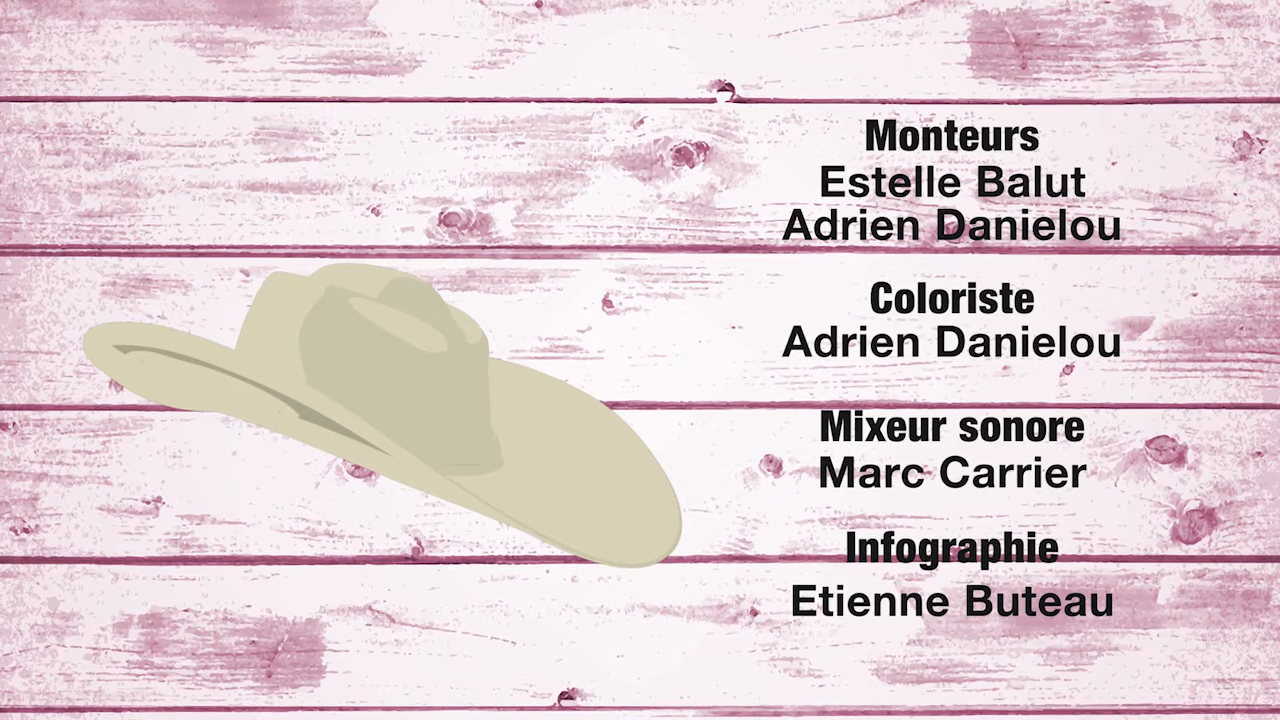 Monteurs
Estelle Balut
Adrien Danielou
Coloriste
Adrien Danielou
Mixeur sonore
Marc Carrier
Infographie
Etienne Buteau